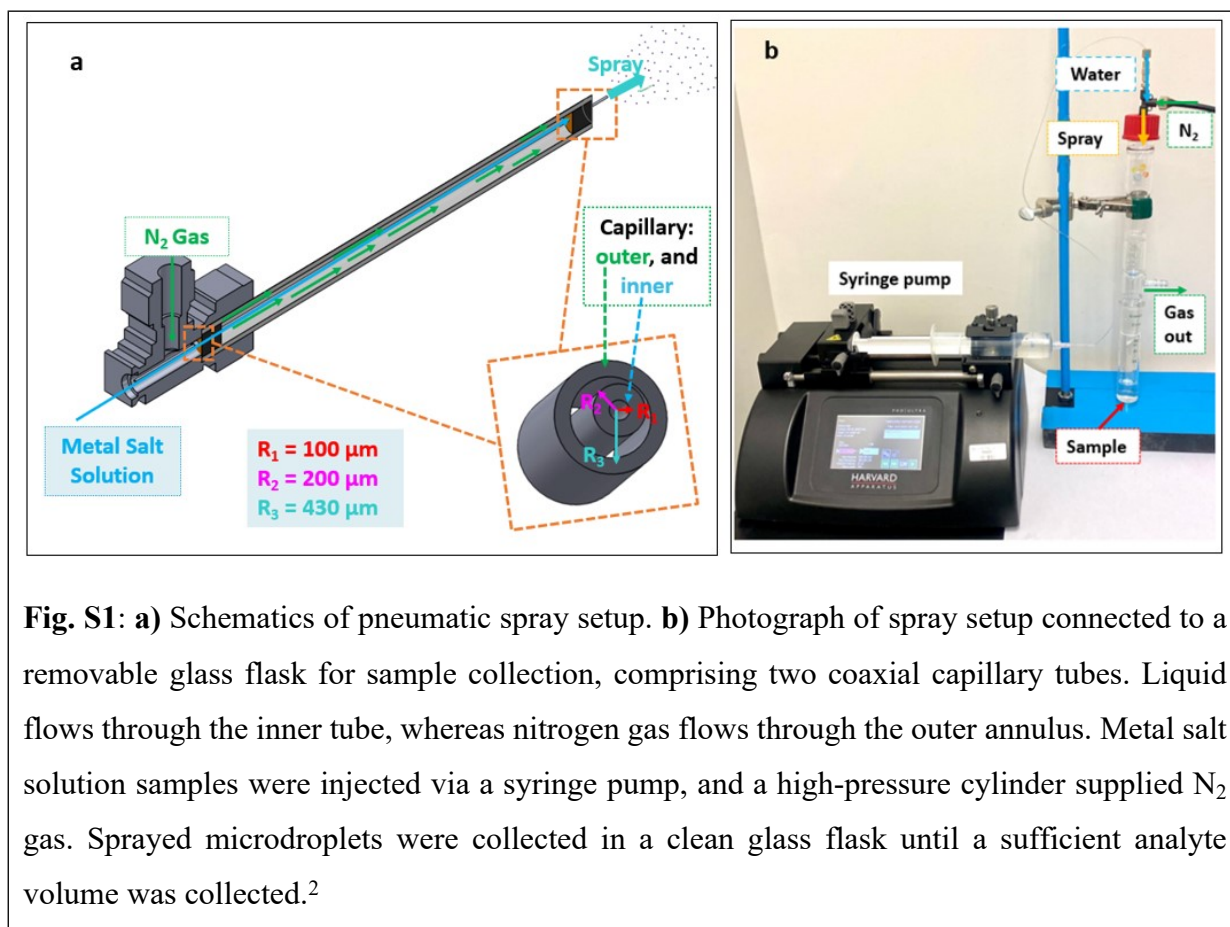 a
Spray
N₂ Gas
Capillary:
outer, and
inner
R₂
R₁
R₃
Metal Salt
Solution
R₁ = 100 µm
R₂ = 200 µm
R₃ = 430 µm
b
Water
N₂
Spray
Syringe pump
Gas
out
Sample
HARVARD
APPARATUS
Fig. S1: a) Schematics of pneumatic spray setup. b) Photograph of spray setup connected to a
removable glass flask for sample collection, comprising two coaxial capillary tubes. Liquid
flows through the inner tube, whereas nitrogen gas flows through the outer annulus. Metal salt
solution samples were injected via a syringe pump, and a high-pressure cylinder supplied N₂
gas. Sprayed microdroplets were collected in a clean glass flask until a sufficient analyte
volume was collected.²